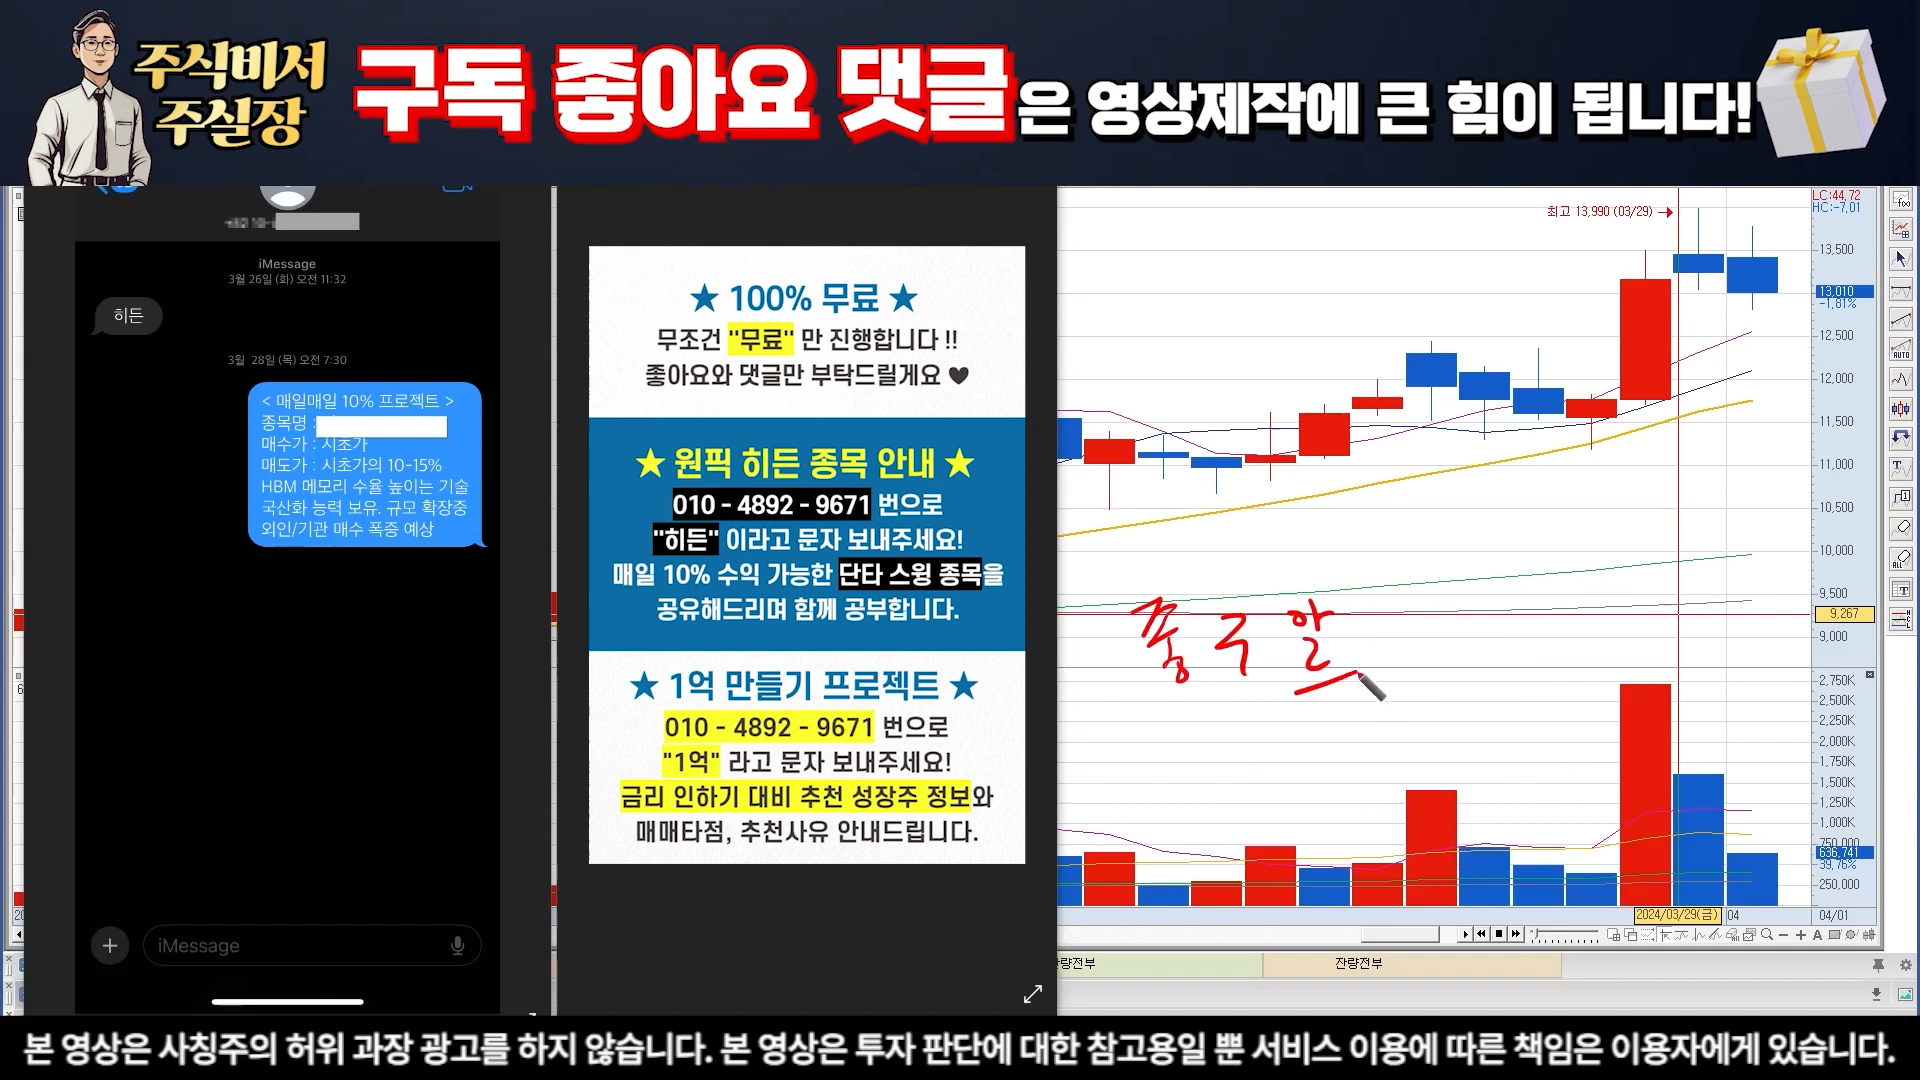 주식비서
주실장
구독 좋아요 댓글은 영상제작에 큰 힘이 됩니다!
iMessage
3월 26일 (화) 오전 11:32
히든
3월 28일 (목) 오전 7:30
< 매일매일 10% 프로젝트 >
종목명 :
매수가 : 시초가
매도가 : 시초가의 10-15%
HBM 메모리 수율 높이는 기술
국산화 능력 보유. 규모 확장중
외인/기관 매수 폭증 예상
iMessage
★ 100% 무료 ★
무조건 "무료" 만 진행합니다 !!
좋아요와 댓글만 부탁드릴게요 ♥
★ 원픽 히든 종목 안내 ★
010 - 4892 - 9671 번으로
"히든" 이라고 문자 보내주세요!
매일 10% 수익 가능한 단타 스윙 종목을
공유해드리며 함께 공부합니다.
★ 1억 만들기 프로젝트 ★
010 - 4892 - 9671 번으로
"1억" 라고 문자 보내주세요!
금리 인하기 대비 추천 성장주 정보와
매매타점, 추천사유 안내드립니다.
최고 13,990 (03/29) →
LC:44,72
HC:-7,01
13,500
13,010
-1,81%
12,500
12,000
11,500
11,000
10,500
10,000
9,500
9,267
9,000
좋 구 알
2,750K
2,500K
2,250K
2,000K
1,750K
1,500K
1,250K
1,000K
750,000
636,741
39,76%
250,000
2024/03/29(금)
04
04/01
잔량전부
잔량전부
본 영상은 사칭주의 허위 과장 광고를 하지 않습니다. 본 영상은 투자 판단에 대한 참고용일 뿐 서비스 이용에 따른 책임은 이용자에게 있습니다.